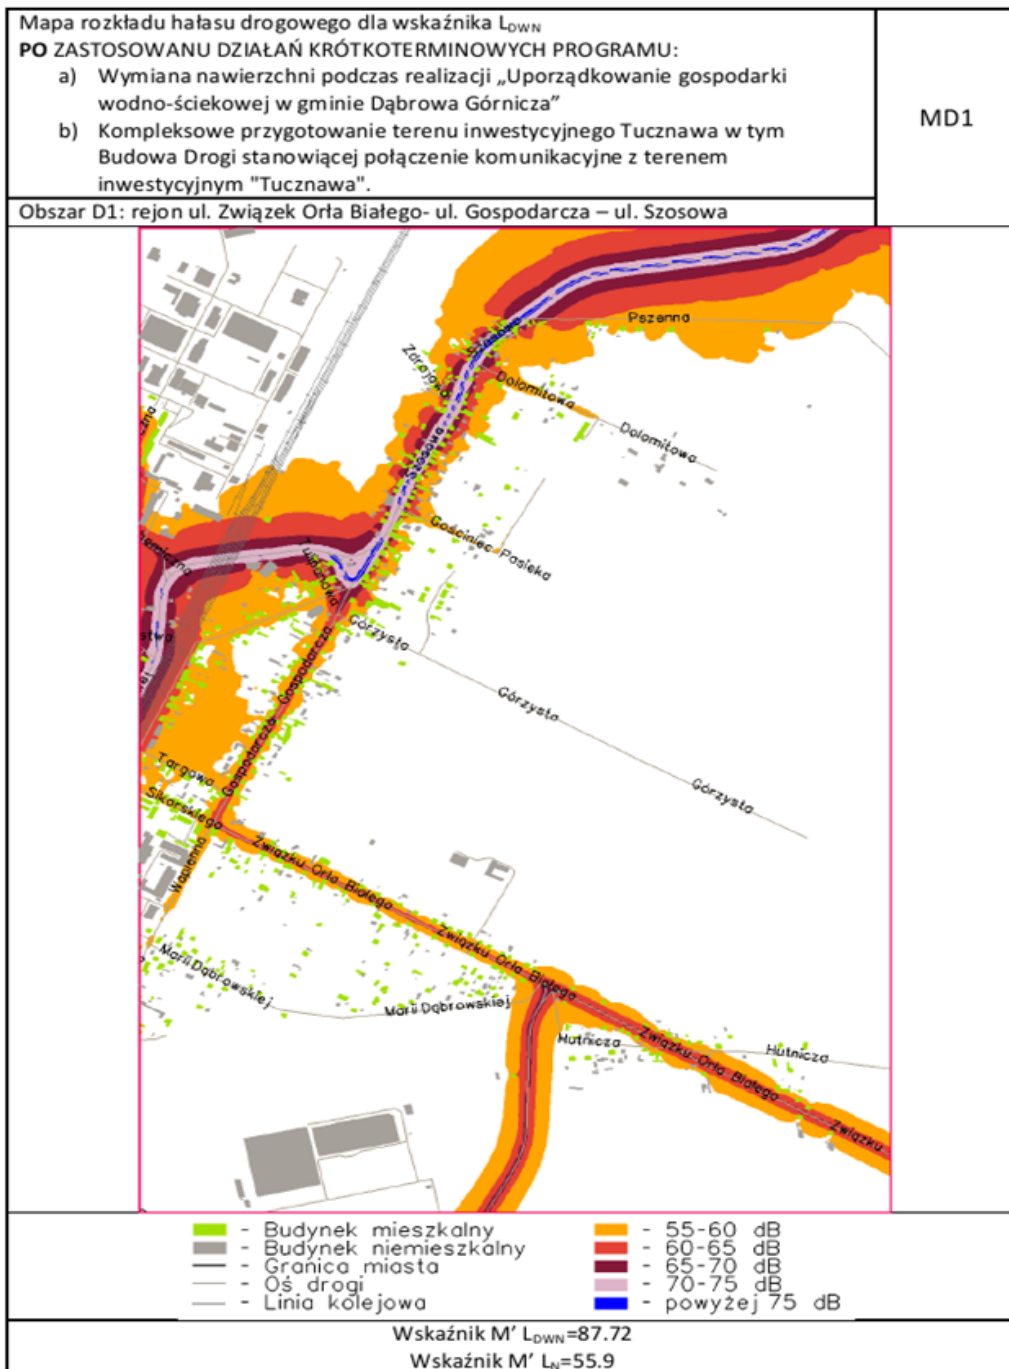 Mapa rozkładu hałasu drogowego dla wskaźnika LDWN
PO ZASTOSOWANU DZIAŁAŃ KRÓTKOTERMINOWYCH PROGRAMU:
a) Wymiana nawierzchni podczas realizacji „Uporządkowanie gospodarki
wodno-ściekowej w gminie Dąbrowa Górnicza”
b) Kompleksowe przygotowanie terenu inwestycyjnego Tucznawa w tym
Budowa Drogi stanowiącej połączenie komunikacyjne z terenem
inwestycyjnym "Tucznawa".
MD1
Obszar D1: rejon ul. Związek Orła Białego- ul. Gospodarcza – ul. Szosowa
Pszenna
Zdrojowa
Dolomitowa
Dolomitowa
Szosowa
Gościniec Pasieka
Tulipanowa
Górzysta
Górzysta
Górzysta
Gospodarcza
Gospodarcza
Targowa
Sikorskiego
Wapienna
Związku Orła Białego
Związku Orła Białego
Marii Dąbrowskiej
Marii Dąbrowskiej
Hutnicza
Hutnicza
Związku Orła Białego
Związku
- Budynek mieszkalny
- Budynek niemieszkalny
- Granica miasta
- Oś drogi
- Linia kolejowa
- 55-60 dB
- 60-65 dB
- 65-70 dB
- 70-75 dB
- powyżej 75 dB
Wskaźnik M' LDWN=87.72
Wskaźnik M' LN=55.9